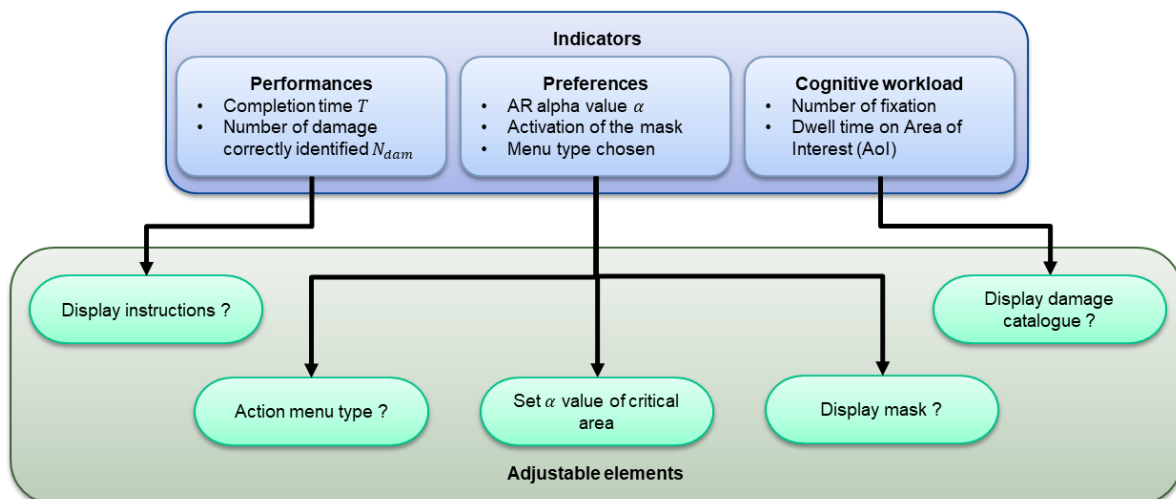 Indicators
Performances
• Completion time T
• Number of damage
correctly identified N_dam
Preferences
• AR alpha value α
• Activation of the mask
• Menu type chosen
Cognitive workload
• Number of fixation
• Dwell time on Area of
Interest (AoI)
Display instructions ?
Display damage
catalogue ?
Action menu type ?
Set α value of critical
area
Display mask ?
Adjustable elements